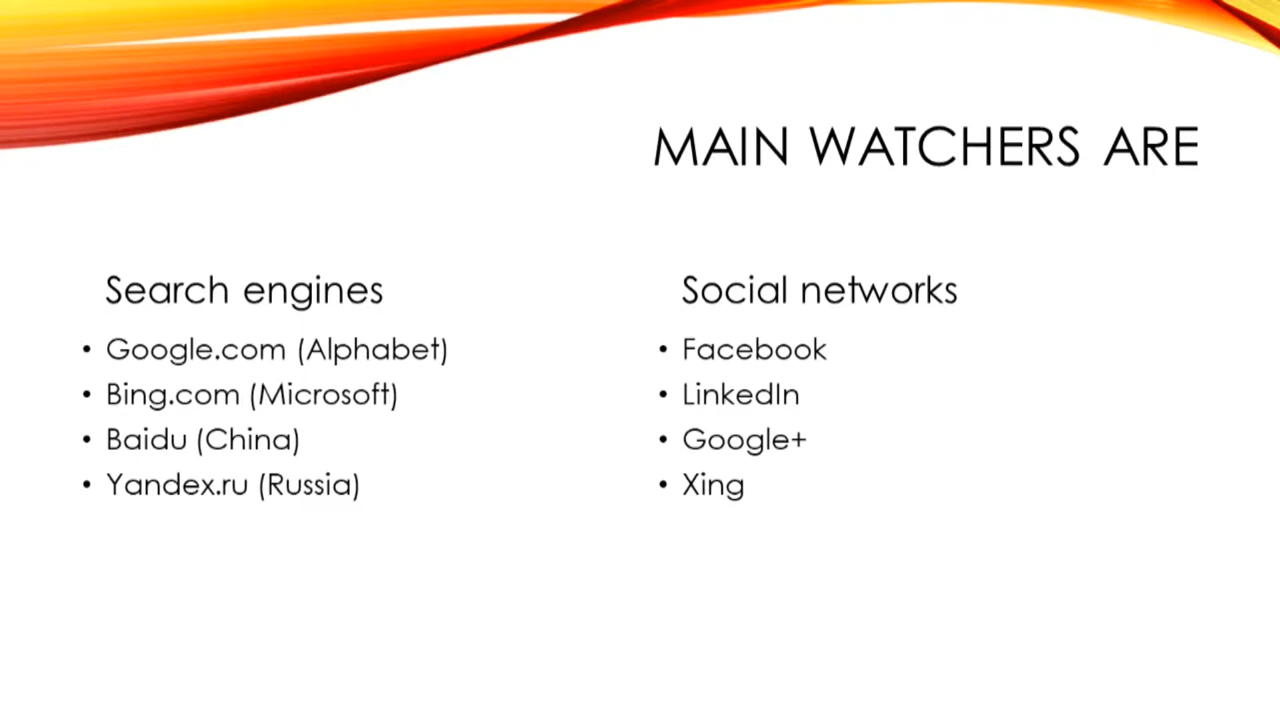 MAIN WATCHERS ARE
Search engines
• Google.com (Alphabet)
• Bing.com (Microsoft)
• Baidu (China)
• Yandex.ru (Russia)
Social networks
• Facebook
• LinkedIn
• Google+
• Xing